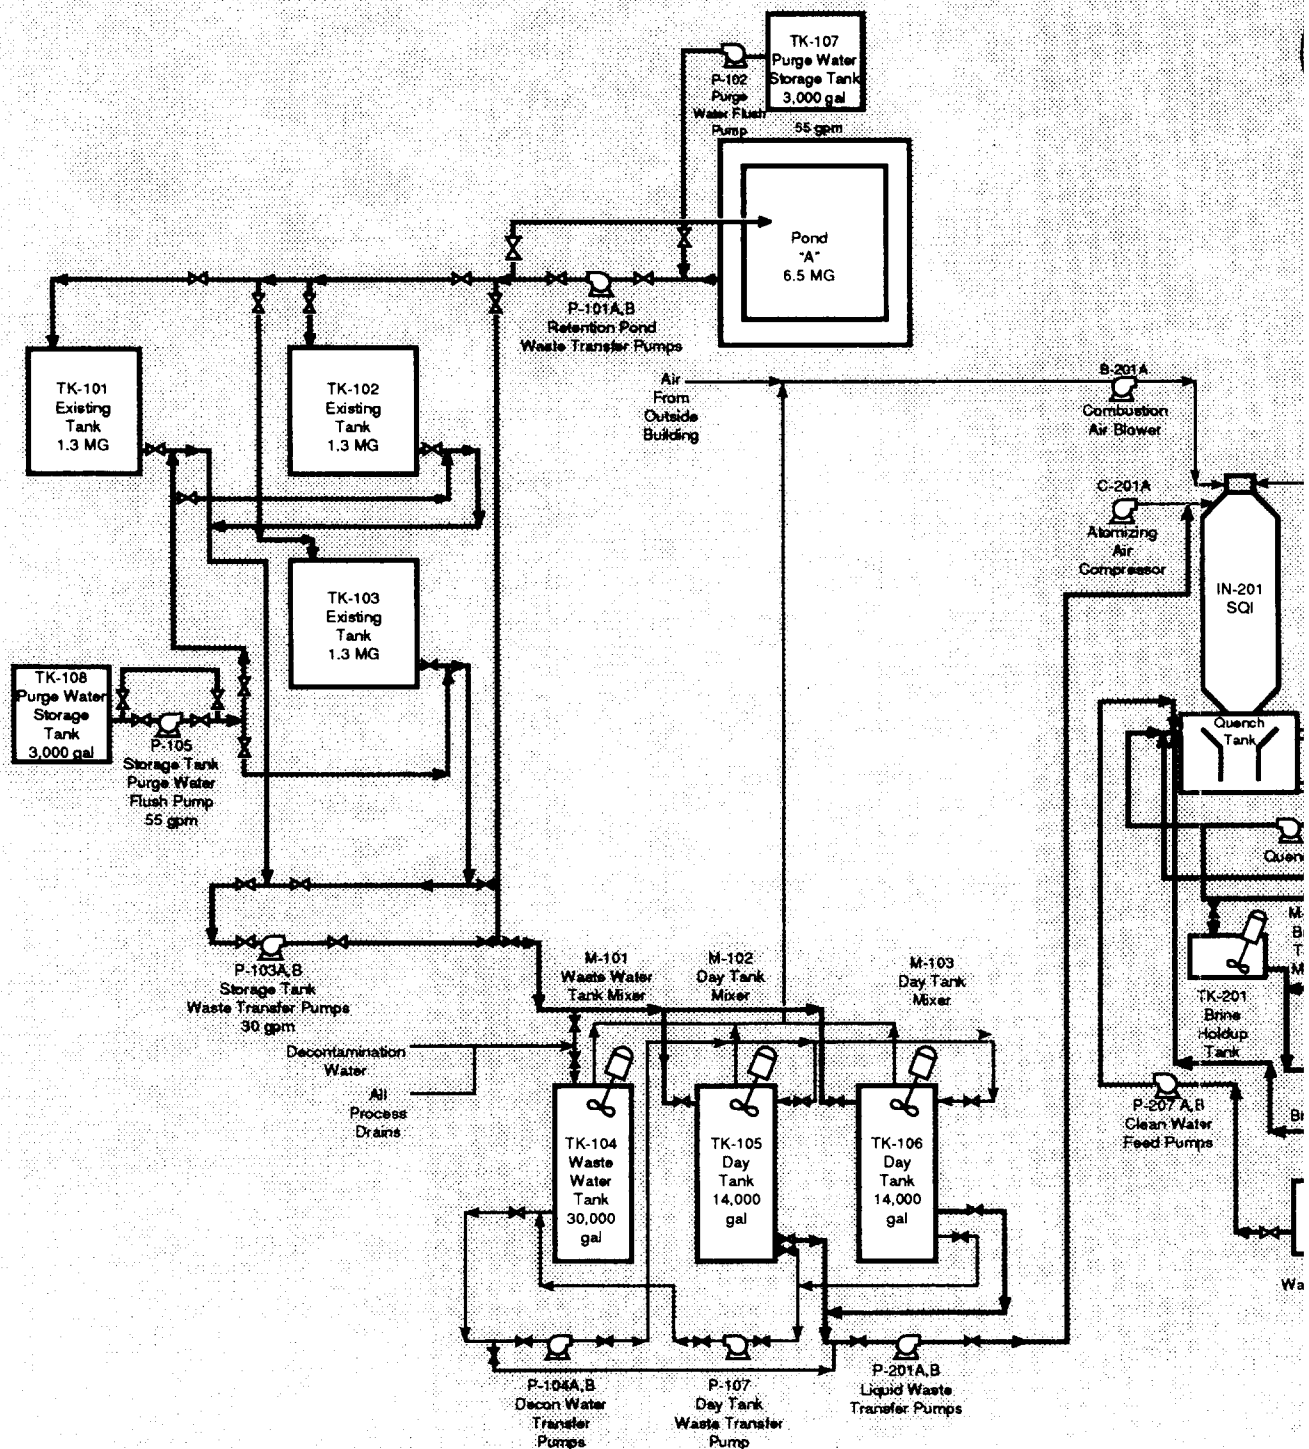 TK-107
Purge Water
Storage Tank
3,000 gal
P-102
Purge
Water Flush
Pump
55 gpm
Pond
"A"
6.5 MG
P-101A,B
Retention Pond
Waste Transfer Pumps
TK-101
Existing
Tank
1.3 MG
TK-102
Existing
Tank
1.3 MG
Air
From
Outside
Building
B-201A
Combustion
Air Blower
C-201A
Atomizing
Air
Compressor
IN-201
SQI
TK-103
Existing
Tank
1.3 MG
TK-108
Purge Water
Storage
Tank
3,000 gal
P-105
Storage Tank
Purge Water
Flush Pump
55 gpm
Quench
Tank
Quen
P-103A,B
Storage Tank
Waste Transfer Pumps
30 gpm
M-101
Waste Water
Tank Mixer
M-102
Day Tank
Mixer
M-103
Day Tank
Mixer
TK-201
Brine
Holdup
Tank
Decontamination
Water
All
Process
Drains
P-207 A,B
Clean Water
Feed Pumps
TK-104
Waste
Water
Tank
30,000
gal
TK-105
Day
Tank
14,000
gal
TK-106
Day
Tank
14,000
gal
Wa
P-104A,B
Decon Water
Transfer
Pumps
P-107
Day Tank
Waste Transfer
Pump
P-201A,B
Liquid Waste
Transfer Pumps